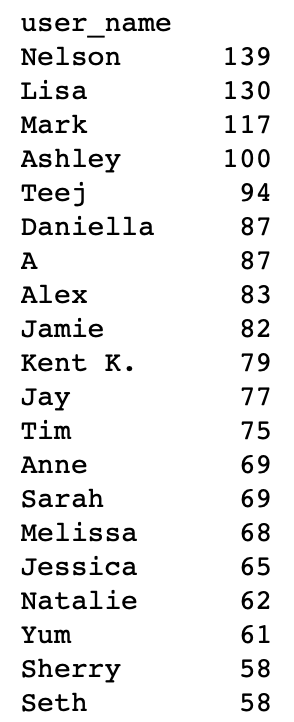 user_name
Nelson 139
Lisa 130
Mark 117
Ashley 100
Teej 94
Daniella 87
A 87
Alex 83
Jamie 82
Kent K. 79
Jay 77
Tim 75
Anne 69
Sarah 69
Melissa 68
Jessica 65
Natalie 62
Yum 61
Sherry 58
Seth 58